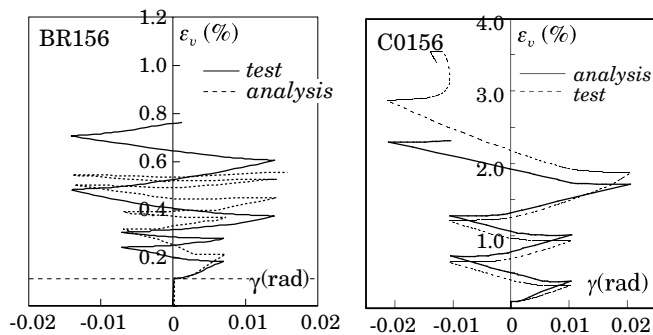 BR156
1.2
εv (%)
1.0
test
analysis
0.8
0.6
0.4
0.2
γ(rad)
-0.02 -0.01 0 0.01 0.02
C0156
4.0
εv (%)
analysis
test
3.0
2.0
1.0
γ(rad)
-0.02 -0.01 0 0.01 0.02